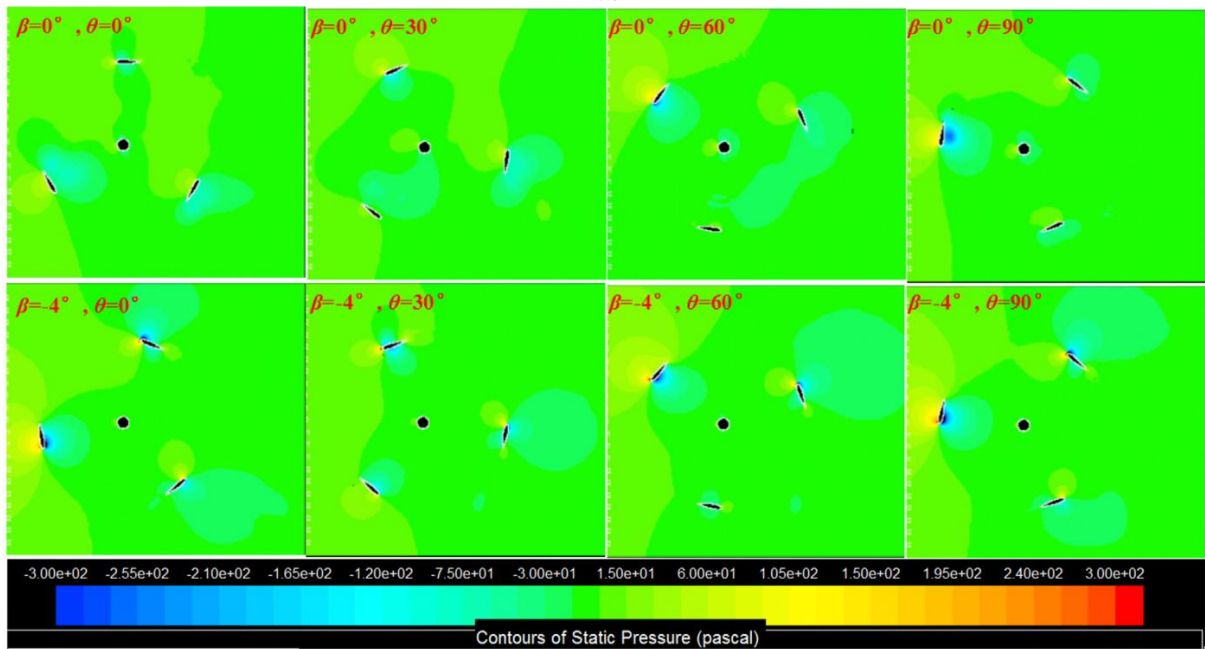 β=0° , θ=0°
β=0° , θ=30°
β=0° , θ=60°
β=0° , θ=90°
β=-4° , θ=0°
β=-4° , θ=30°
β=-4° , θ=60°
β=-4° , θ=90°
-3.00e+02 -2.55e+02 -2.10e+02 -1.65e+02 -1.20e+02 -7.50e+01 -3.00e+01 1.50e+01 6.00e+01 1.05e+02 1.50e+02 1.95e+02 2.40e+02 3.00e+02
Contours of Static Pressure (pascal)